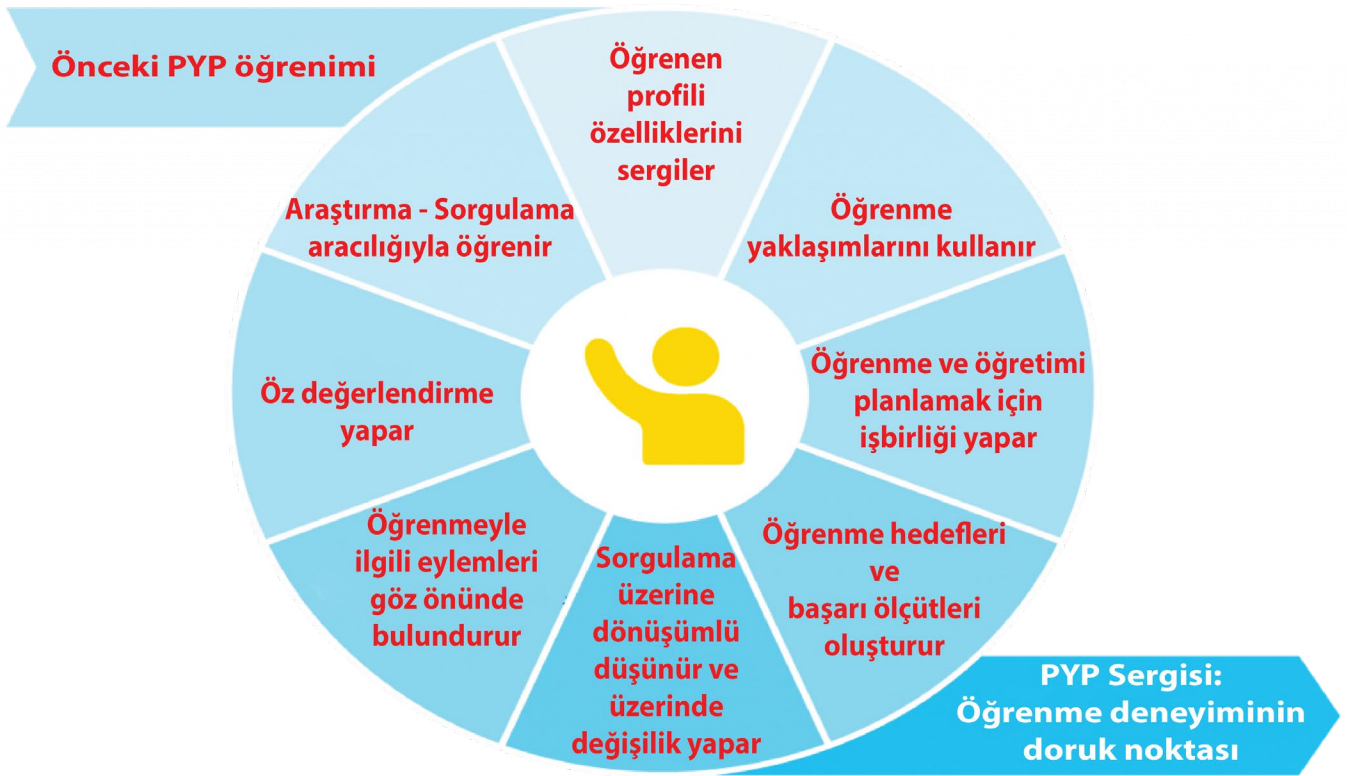 Önceki PYP öğrenimi
Öğrenen
profili
özelliklerini
sergiler
Öğrenme
yaklaşımlarını kullanır
Öğrenme ve öğretimi
planlamak için
işbirliği yapar
Öğrenme hedefleri
ve
başarı ölçütleri
oluşturur
Sorgulama
üzerine
dönüşümlü
düşünür ve
üzerinde
değişilik yapar
Öğrenmeyle
ilgili eylemleri
göz önünde
bulundurur
Öz değerlendirme
yapar
Araştırma - Sorgulama
aracılığıyla öğrenir
PYP Sergisi:
Öğrenme deneyiminin
doruk noktası